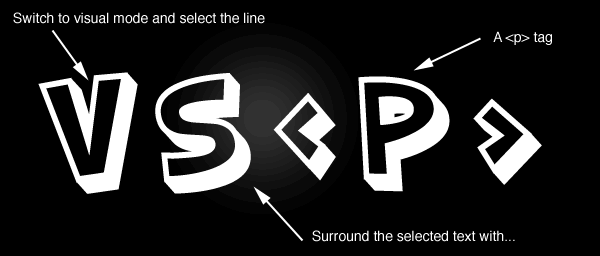 Switch to visual mode and select the line
A <p> tag
VS<P>
Surround the selected text with...